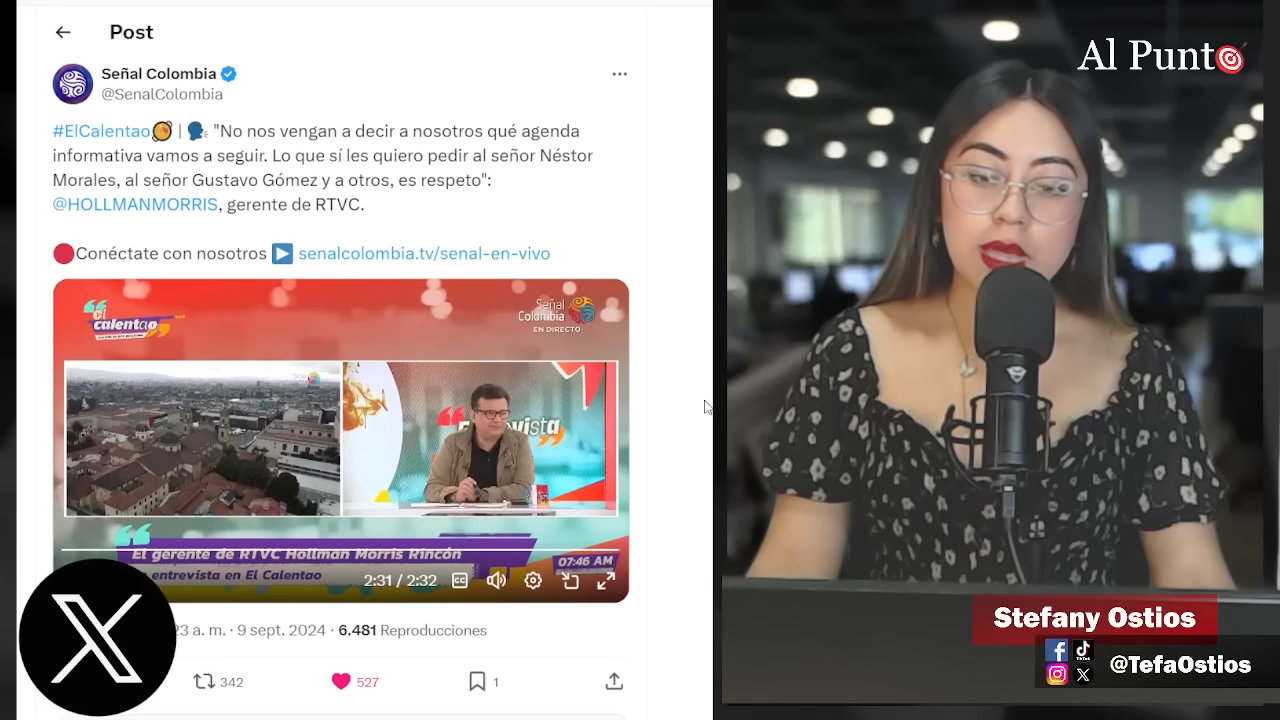 Post
Señal Colombia
@SenalColombia
#ElCalentao | "No nos vengan a decir a nosotros qué agenda
informativa vamos a seguir. Lo que sí les quiero pedir al señor Néstor
Morales, al señor Gustavo Gómez y a otros, es respeto":
@HOLLMANMORRIS, gerente de RTVC.
Conéctate con nosotros senalcolombia.tv/senal-en-vivo
el
calentao
Señal
Colombia
EN DIRECTO
El gerente de RTVC Hollman Morris Rincón
entrevista en El Calentao
07:46 AM
2:31 / 2:32
CC
23 a. m. · 9 sept. 2024 · 6.481 Reproducciones
342
527
1
X
Al Punto
Stefany Ostios
@TefaOstios